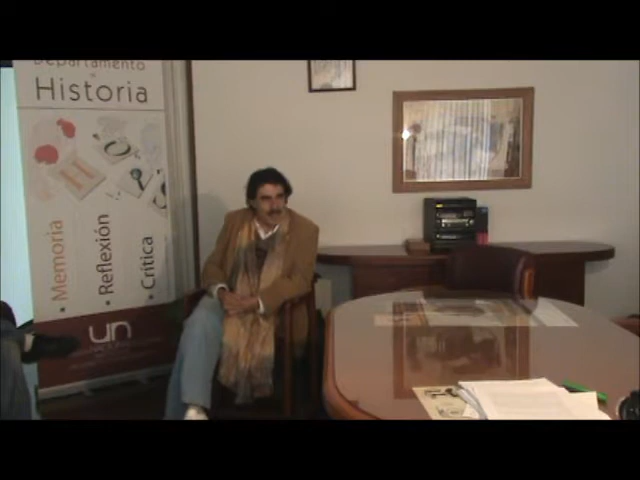 Departamento
Historia
Memoria
Reflexión
Crítica
un